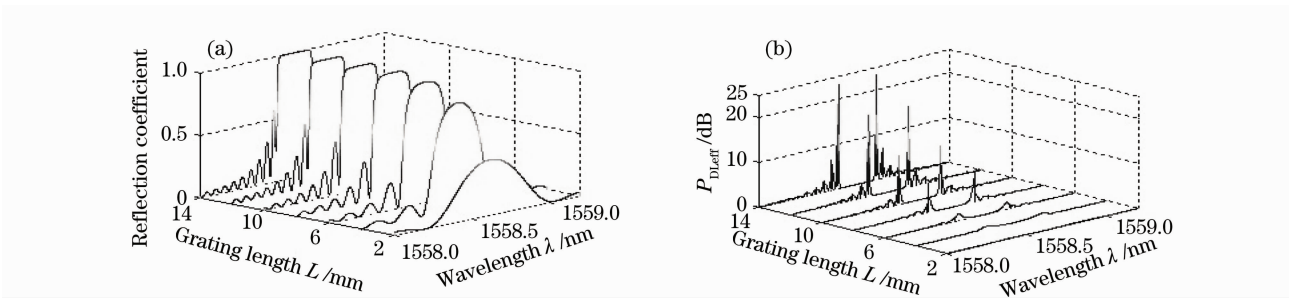 (a)
Reflection coefficient
1.0
0.5
0
14
10
6
2
Grating length L /mm
1558.0
1558.5
1559.0
Wavelength λ /nm
(b)
P_DLeff /dB
25
20
10
0
14
10
6
2
Grating length L /mm
1558.0
1558.5
1559.0
Wavelength λ /nm